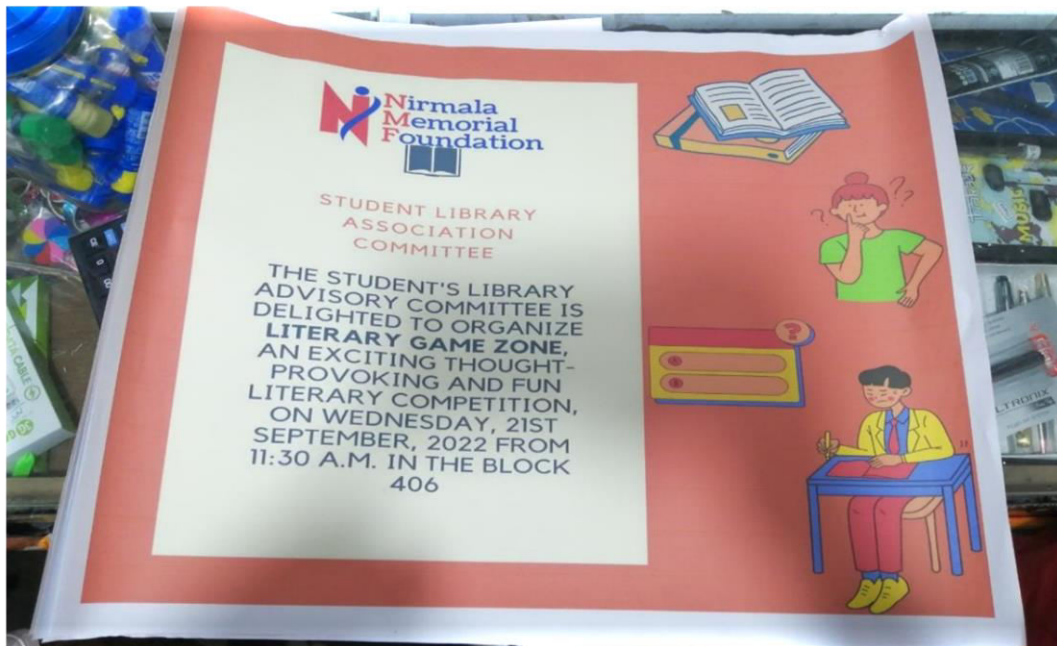 Nirmala
Memorial
Foundation
STUDENT LIBRARY
ASSOCIATION
COMMITTEE
THE STUDENT'S LIBRARY
ADVISORY COMMITTEE IS
DELIGHTED TO ORGANIZE
LITERARY GAME ZONE,
AN EXCITING THOUGHT-
PROVOKING AND FUN
LITERARY COMPETITION,
ON WEDNESDAY, 21ST
SEPTEMBER, 2022 FROM
11:30 A.M. IN THE BLOCK
406
?
?
?
?
A
B
LTRONIX